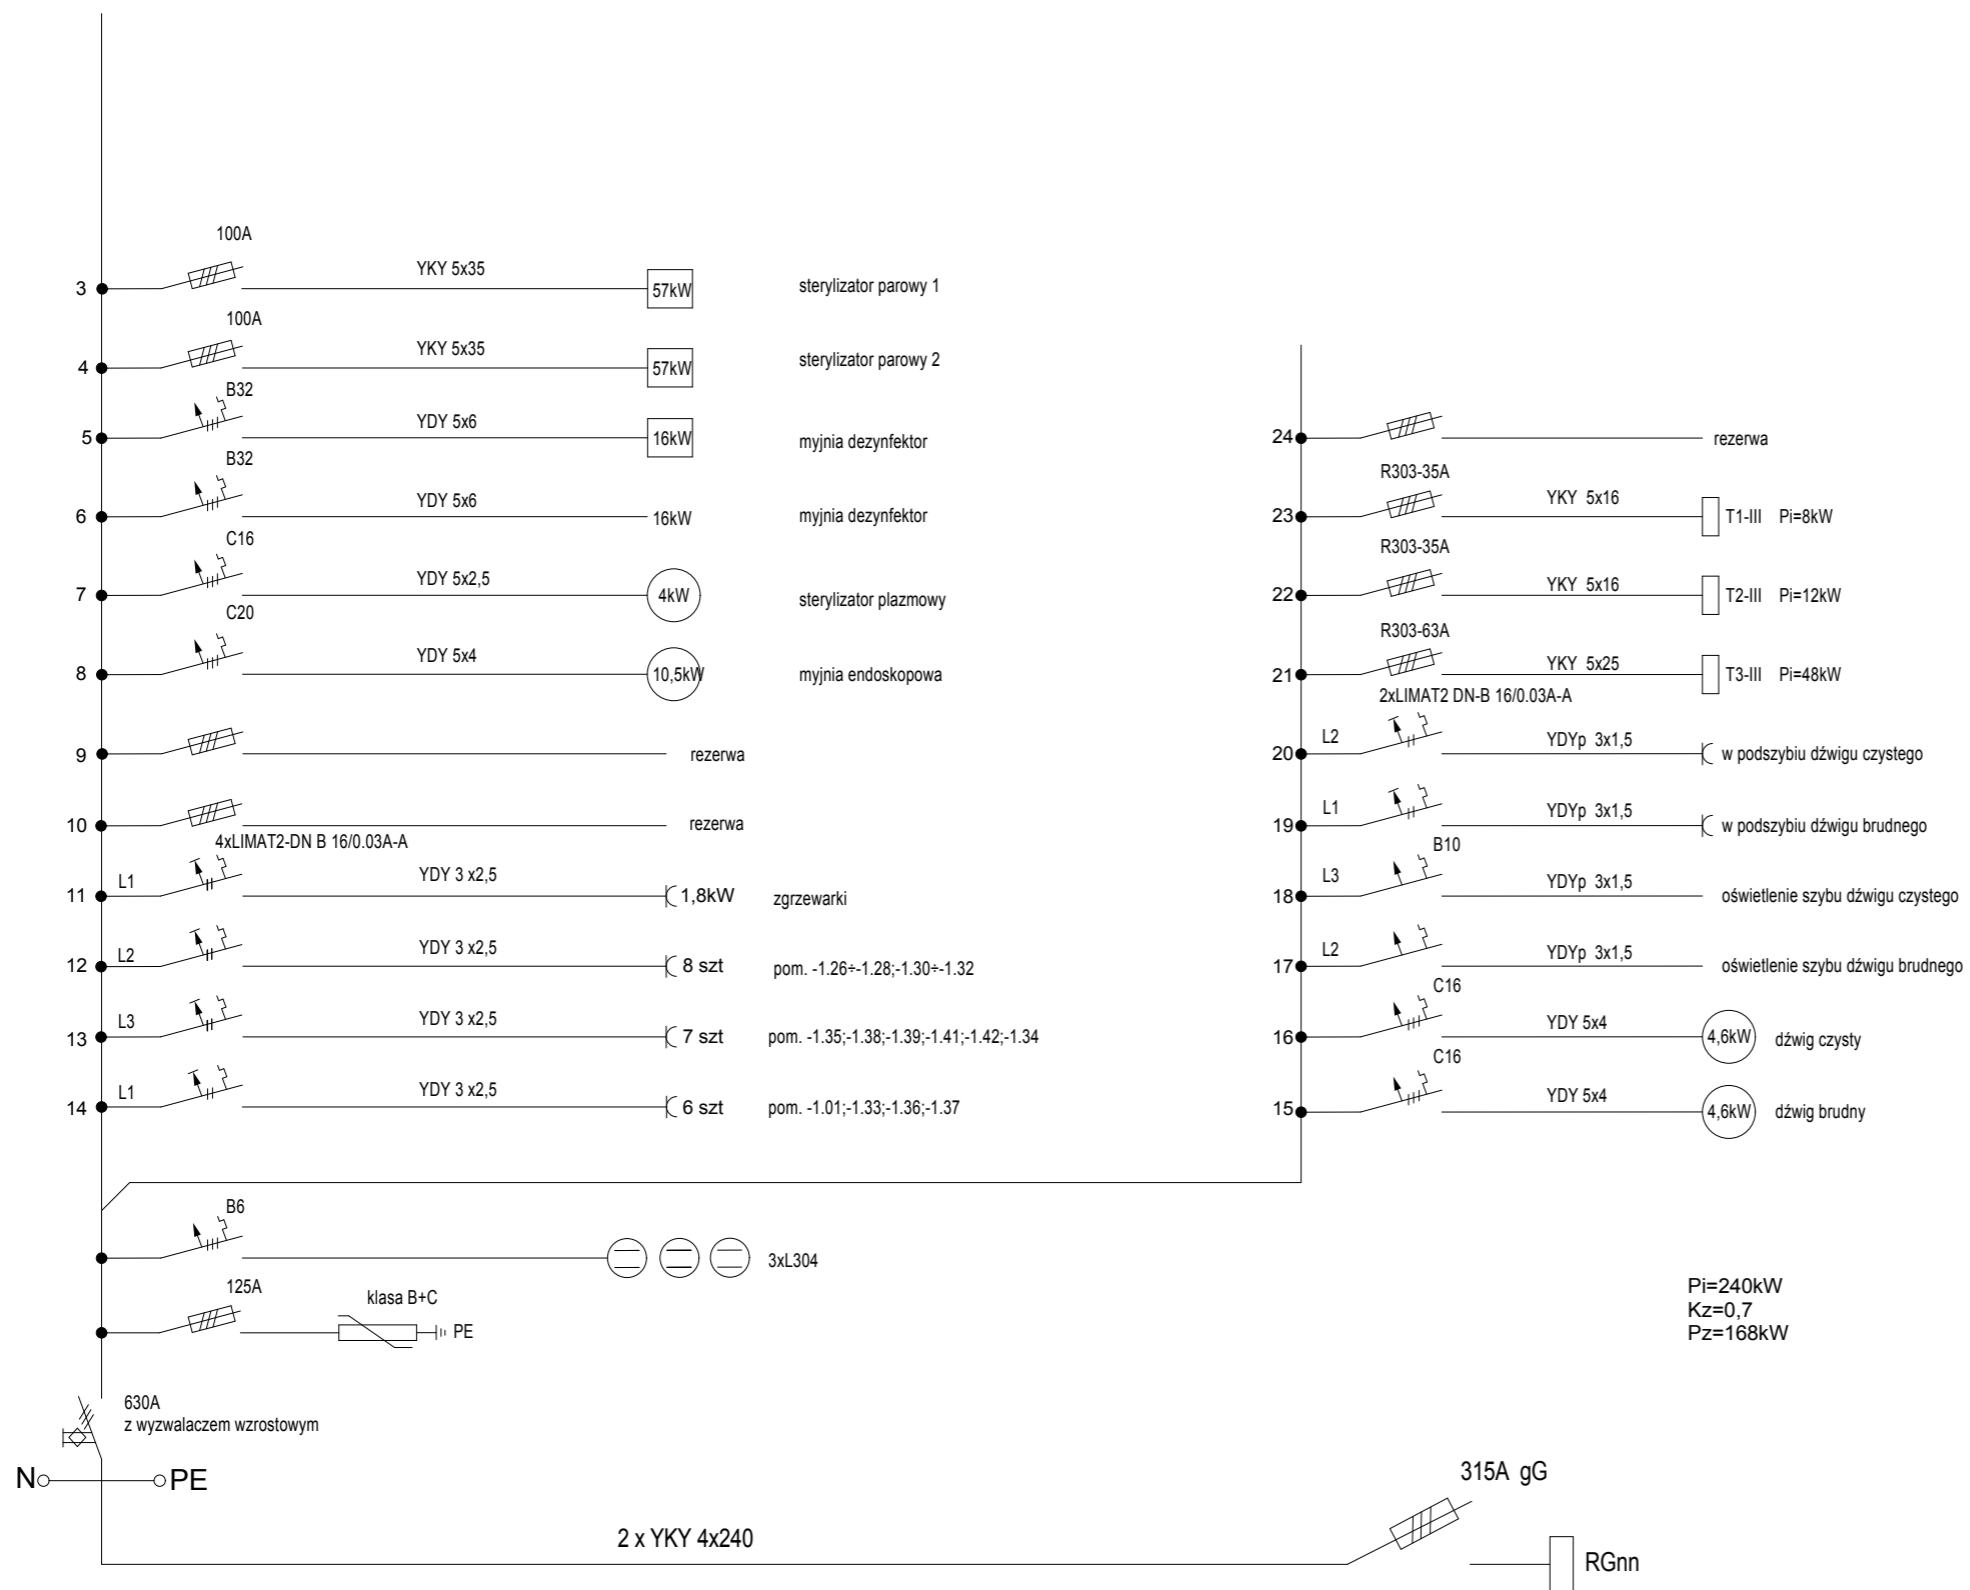 100A
3 YKY 5x35 57kW sterylizator parowy 1
100A
4 YKY 5x35 57kW sterylizator parowy 2
B32
5 YDY 5x6 16kW myjnia dezynfektor
B32
6 YDY 5x6 16kW myjnia dezynfektor
C16
7 YDY 5x2,5 4kW sterylizator plazmowy
C20
8 YDY 5x4 10,5kW myjnia endoskopowa
9 rezerwa
10 rezerwa
4xLIMAT2-DN B 16/0.03A-A
11 L1 YDY 3 x2,5 1,8kW zgrzewarki
12 L2 YDY 3 x2,5 8 szt pom. -1.26÷-1.28;-1.30÷-1.32
13 L3 YDY 3 x2,5 7 szt pom. -1.35;-1.38;-1.39;-1.41;-1.42;-1.34
14 L1 YDY 3 x2,5 6 szt pom. -1.01;-1.33;-1.36;-1.37
B6
3xL304
125A
klasa B+C
PE
630A
z wyzwalaczem wzrostowym
N PE
2 x YKY 4x240
315A gG
RGnn
24 rezerwa
R303-35A
23 YKY 5x16 T1-III Pi=8kW
R303-35A
22 YKY 5x16 T2-III Pi=12kW
R303-63A
21 YKY 5x25 T3-III Pi=48kW
2xLIMAT2 DN-B 16/0.03A-A
20 L2 YDYp 3x1,5 w podszybiu dźwigu czystego
19 L1 YDYp 3x1,5 w podszybiu dźwigu brudnego
B10
18 L3 YDYp 3x1,5 oświetlenie szybu dźwigu czystego
17 L2 YDYp 3x1,5 oświetlenie szybu dźwigu brudnego
C16
16 YDY 5x4 4,6kW dźwig czysty
C16
15 YDY 5x4 4,6kW dźwig brudny
Pi=240kW
Kz=0,7
Pz=168kW